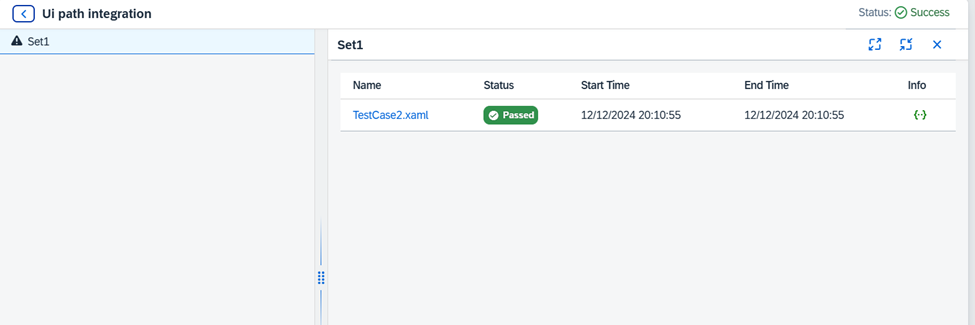 Ui path integration
Status: Success
Set1
Set1
Name Status Start Time End Time Info
TestCase2.xaml Passed 12/12/2024 20:10:55 12/12/2024 20:10:55